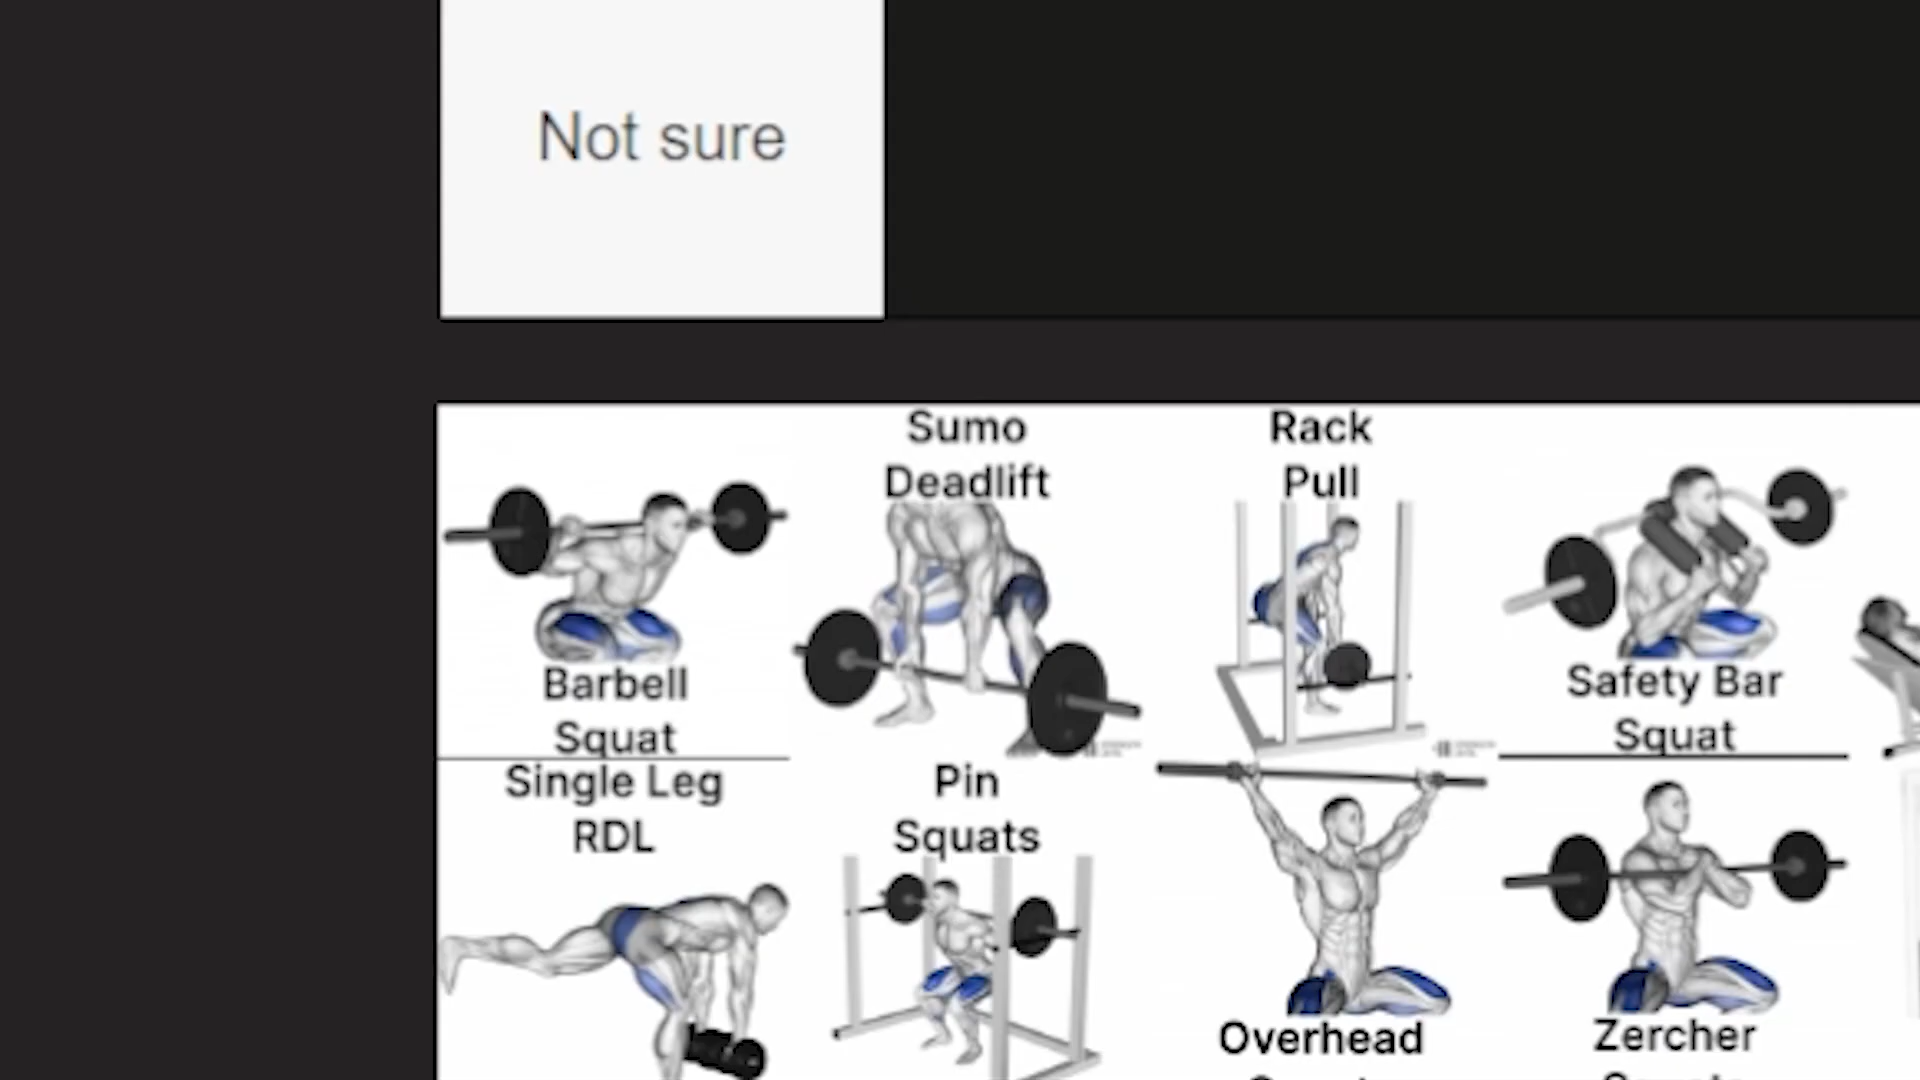 Not sure
Sumo
Deadlift
Rack
Pull
Barbell
Squat
Safety Bar
Squat
Single Leg
RDL
Pin
Squats
Overhead
Zercher